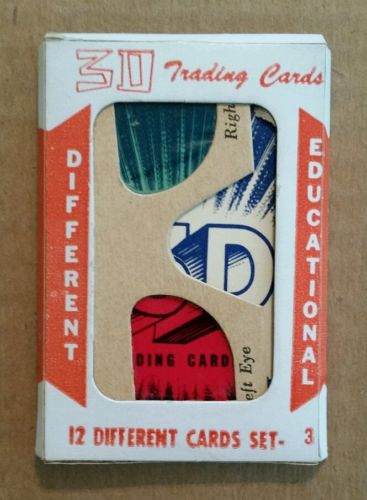 3D Trading Cards
DIFFERENT
EDUCATIONAL
Righ
D
DING CARD
eft Eye
12 DIFFERENT CARDS SET- 3